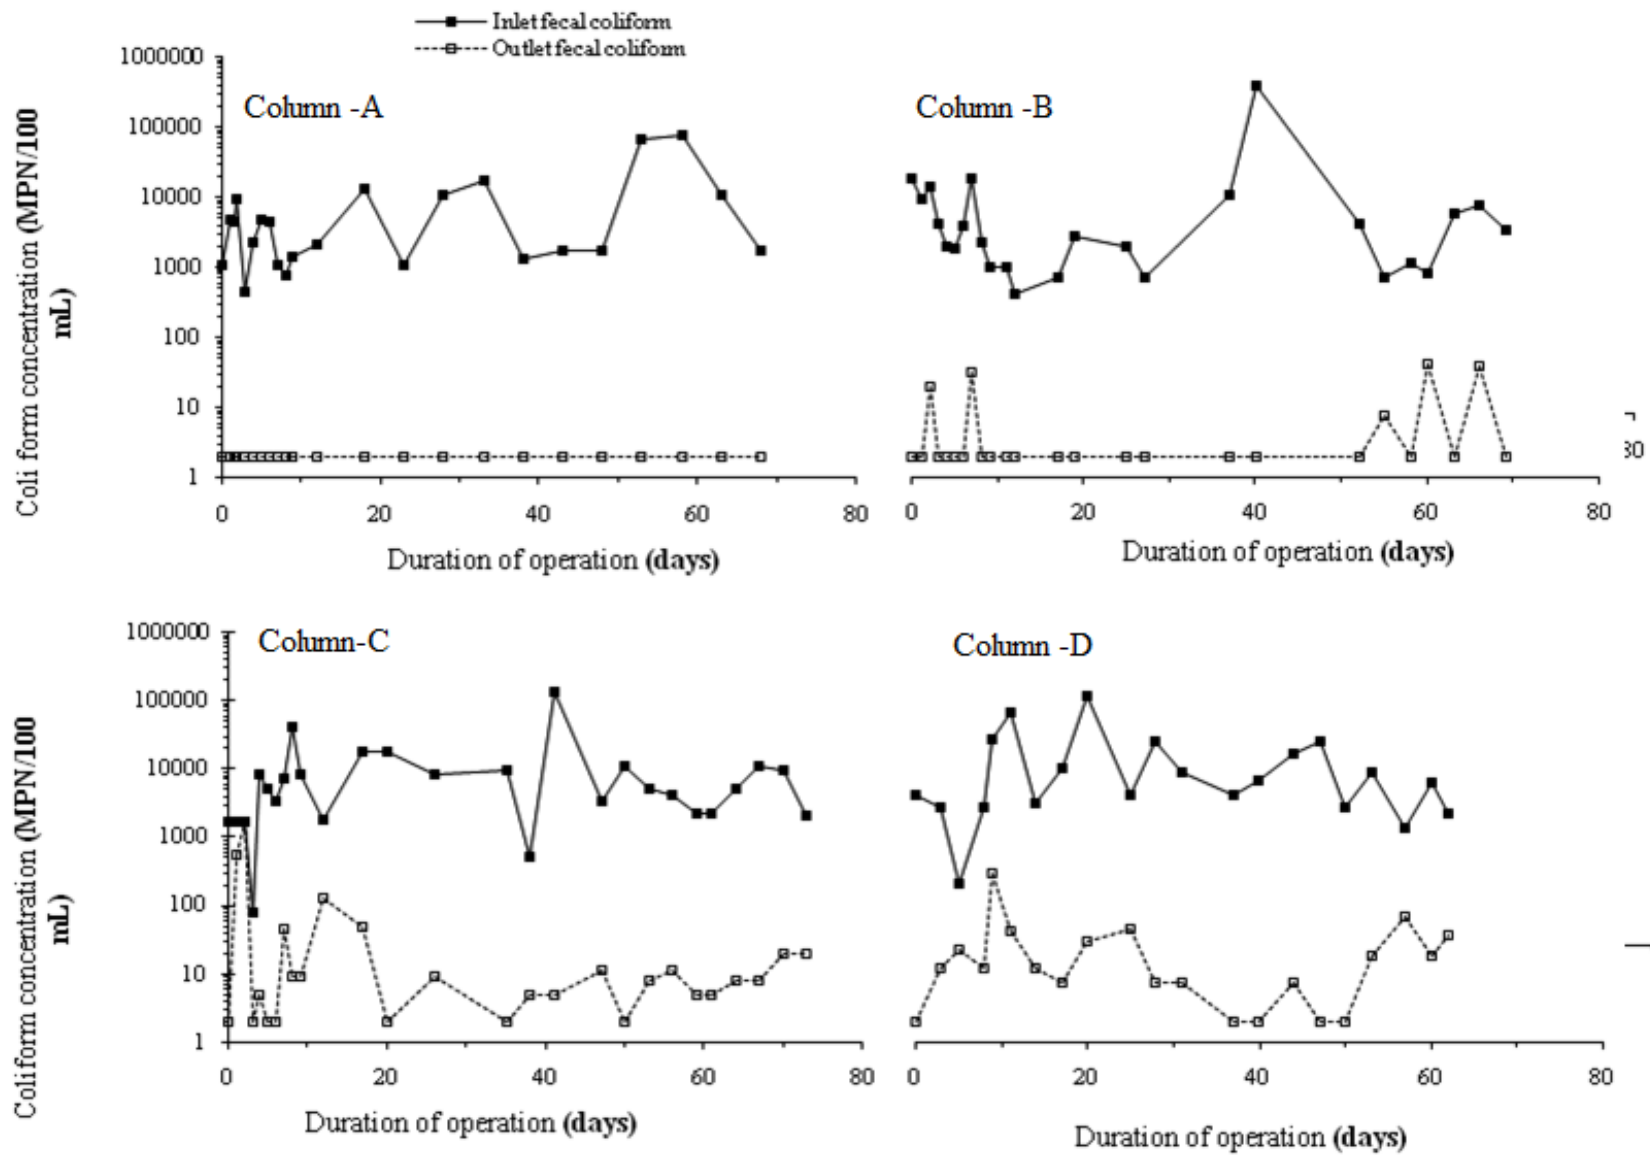 Inlet fecal coliform
Outlet fecal coliform
Coli form concentration (MPN/100
mL)
1000000
100000
10000
1000
100
10
1
Column -A
0
20
40
60
80
Duration of operation (days)
Column -B
0
20
40
60
80
Duration of operation (days)
30
Coliform concentration (MPN/100
mL)
1000000
100000
10000
1000
100
10
1
Column-C
0
20
40
60
80
Duration of operation (days)
Column -D
0
20
40
60
80
Duration of operation (days)